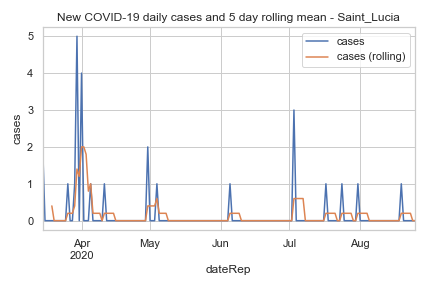 New COVID-19 daily cases and 5 day rolling mean - Saint_Lucia
cases
cases (rolling)
cases
5
4
3
2
1
0
Apr
2020
May
Jun
Jul
Aug
dateRep